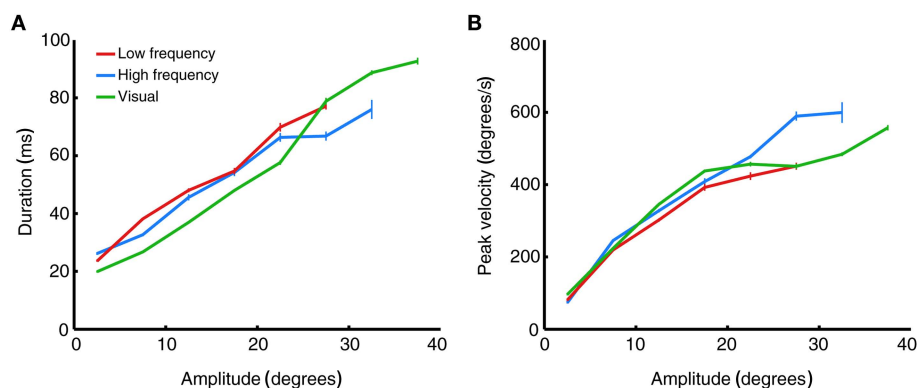 A
Duration (ms)
100
80
60
40
20
0
Low frequency
High frequency
Visual
0
10
20
30
40
Amplitude (degrees)
B
Peak velocity (degrees/s)
800
600
400
200
0
0
10
20
30
40
Amplitude (degrees)